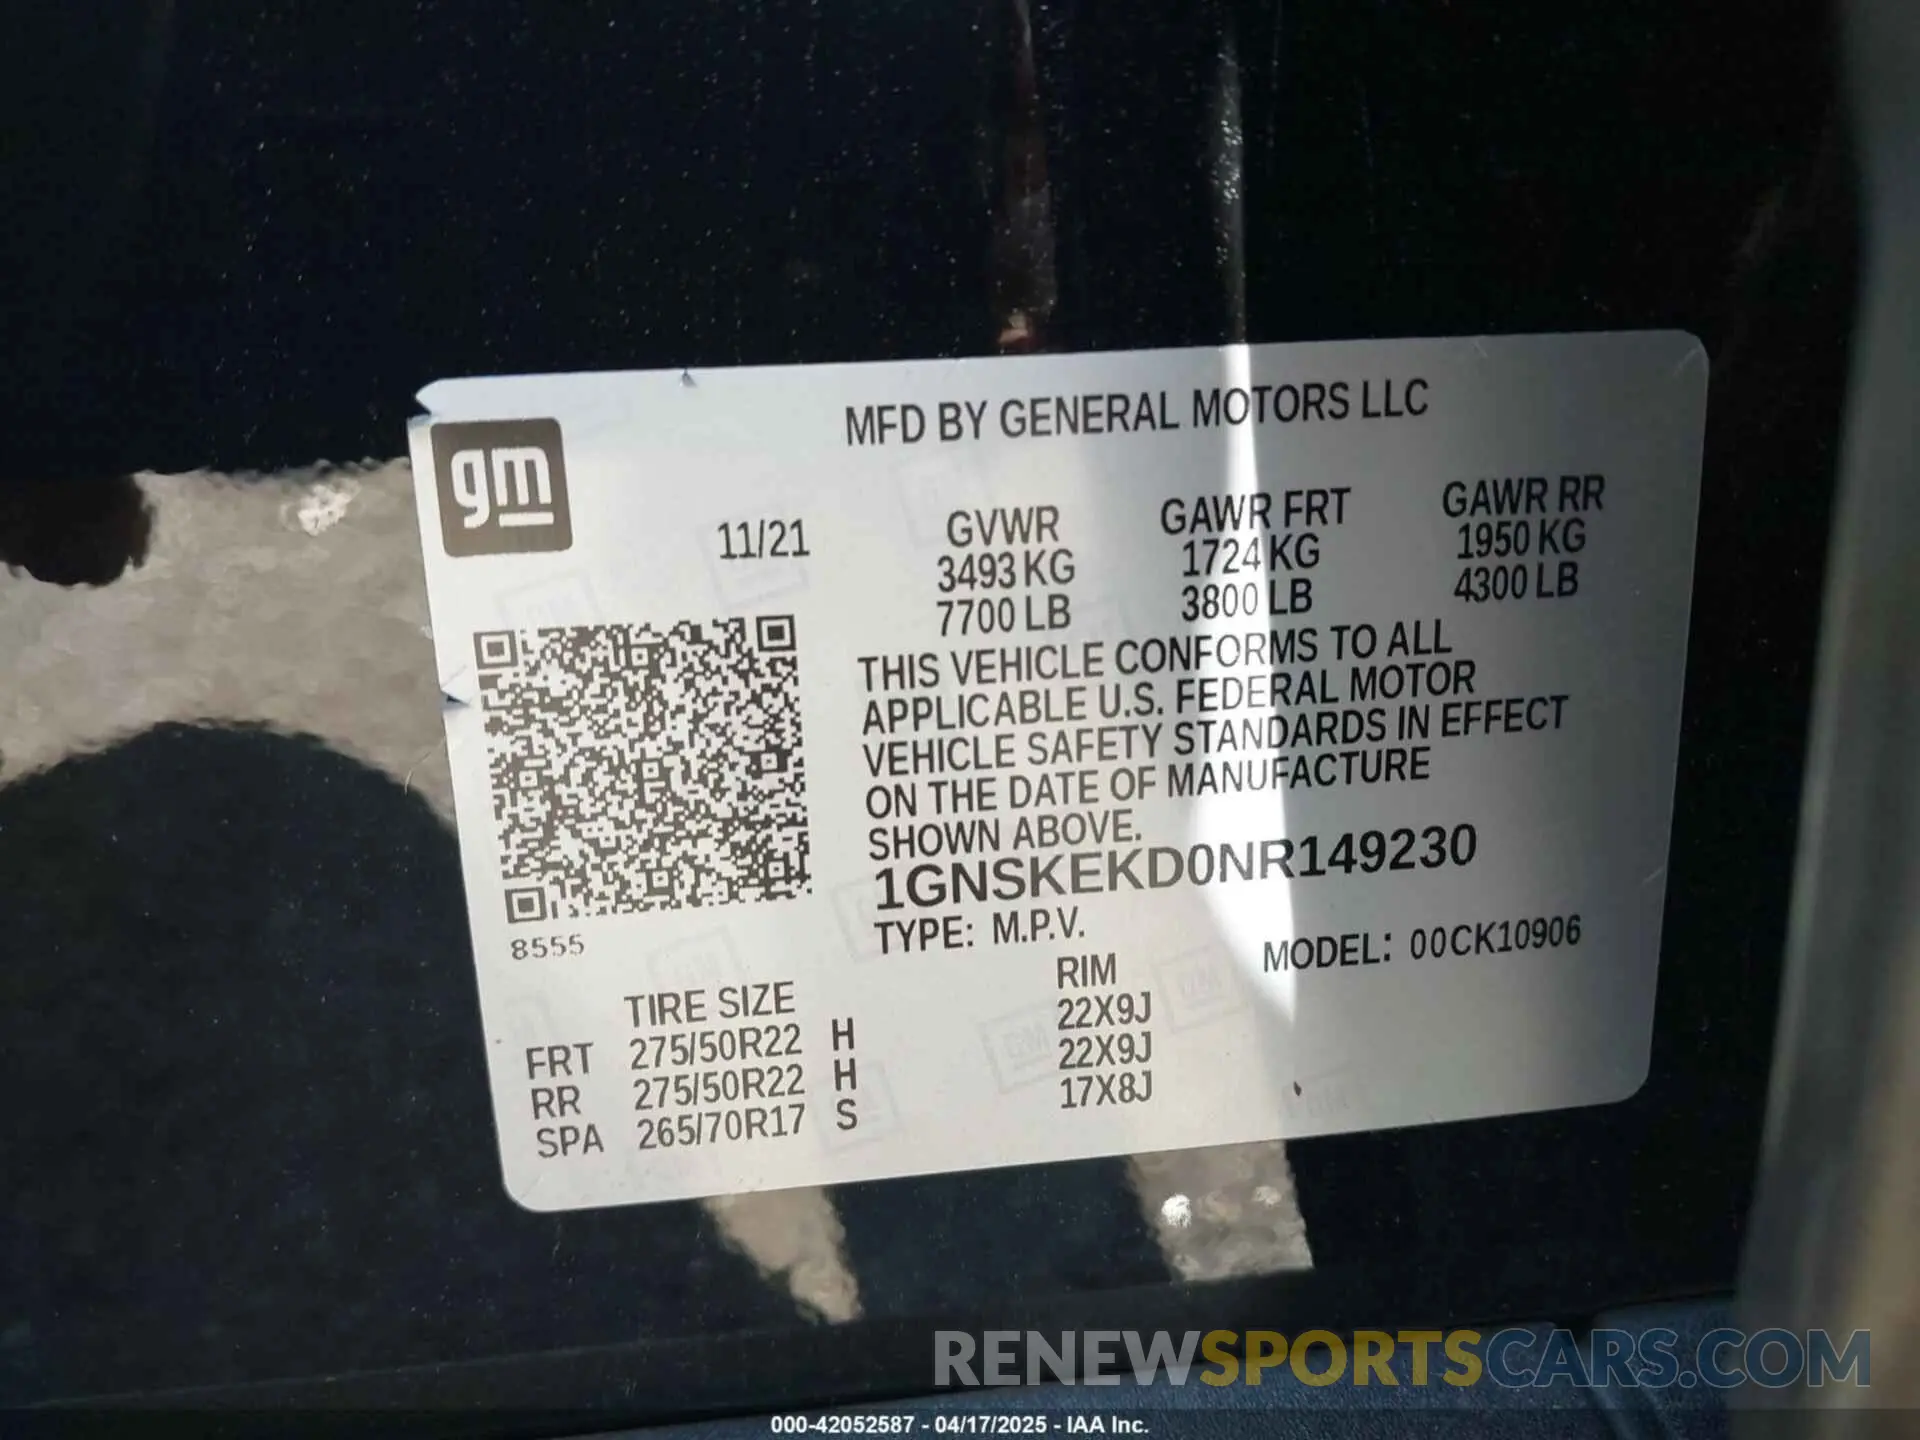 MFD BY GENERAL MOTORS LLC
gm
11/21
GVWR GAWR FRT GAWR RR
3493 KG 1724 KG 1950 KG
7700 LB 3800 LB 4300 LB
THIS VEHICLE CONFORMS TO ALL
APPLICABLE U.S. FEDERAL MOTOR
VEHICLE SAFETY STANDARDS IN EFFECT
ON THE DATE OF MANUFACTURE
SHOWN ABOVE.
1GNSKEKD0NR149230
TYPE: M.P.V. MODEL: 00CK10906
8555
TIRE SIZE RIM
FRT 275/50R22 H 22X9J
RR 275/50R22 H 22X9J
SPA 265/70R17 S 17X8J
RENEWSPORTSCARS.COM
000-42052587 - 04/17/2025 - IAA Inc.